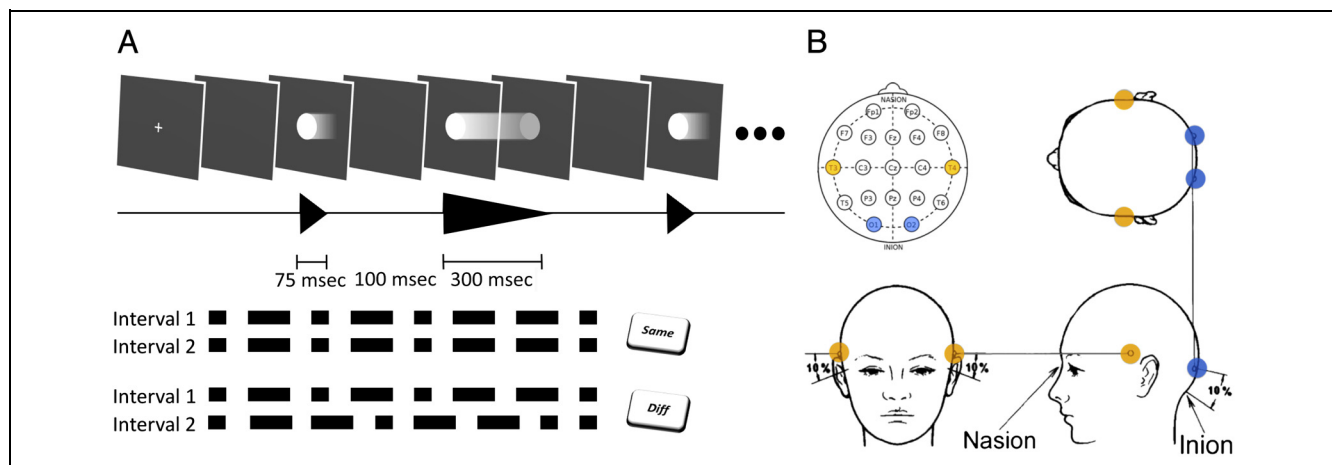 A
75 msec 100 msec 300 msec
Interval 1
Interval 2
Same
Interval 1
Interval 2
Diff
B
NASION
Fp1 Fp2
F7 F3 Fz F4 F8
T3 C3 Cz C4 T4
T5 P3 Pz P4 T6
O1 O2
INION
10% 10%
10%
Nasion
Inion